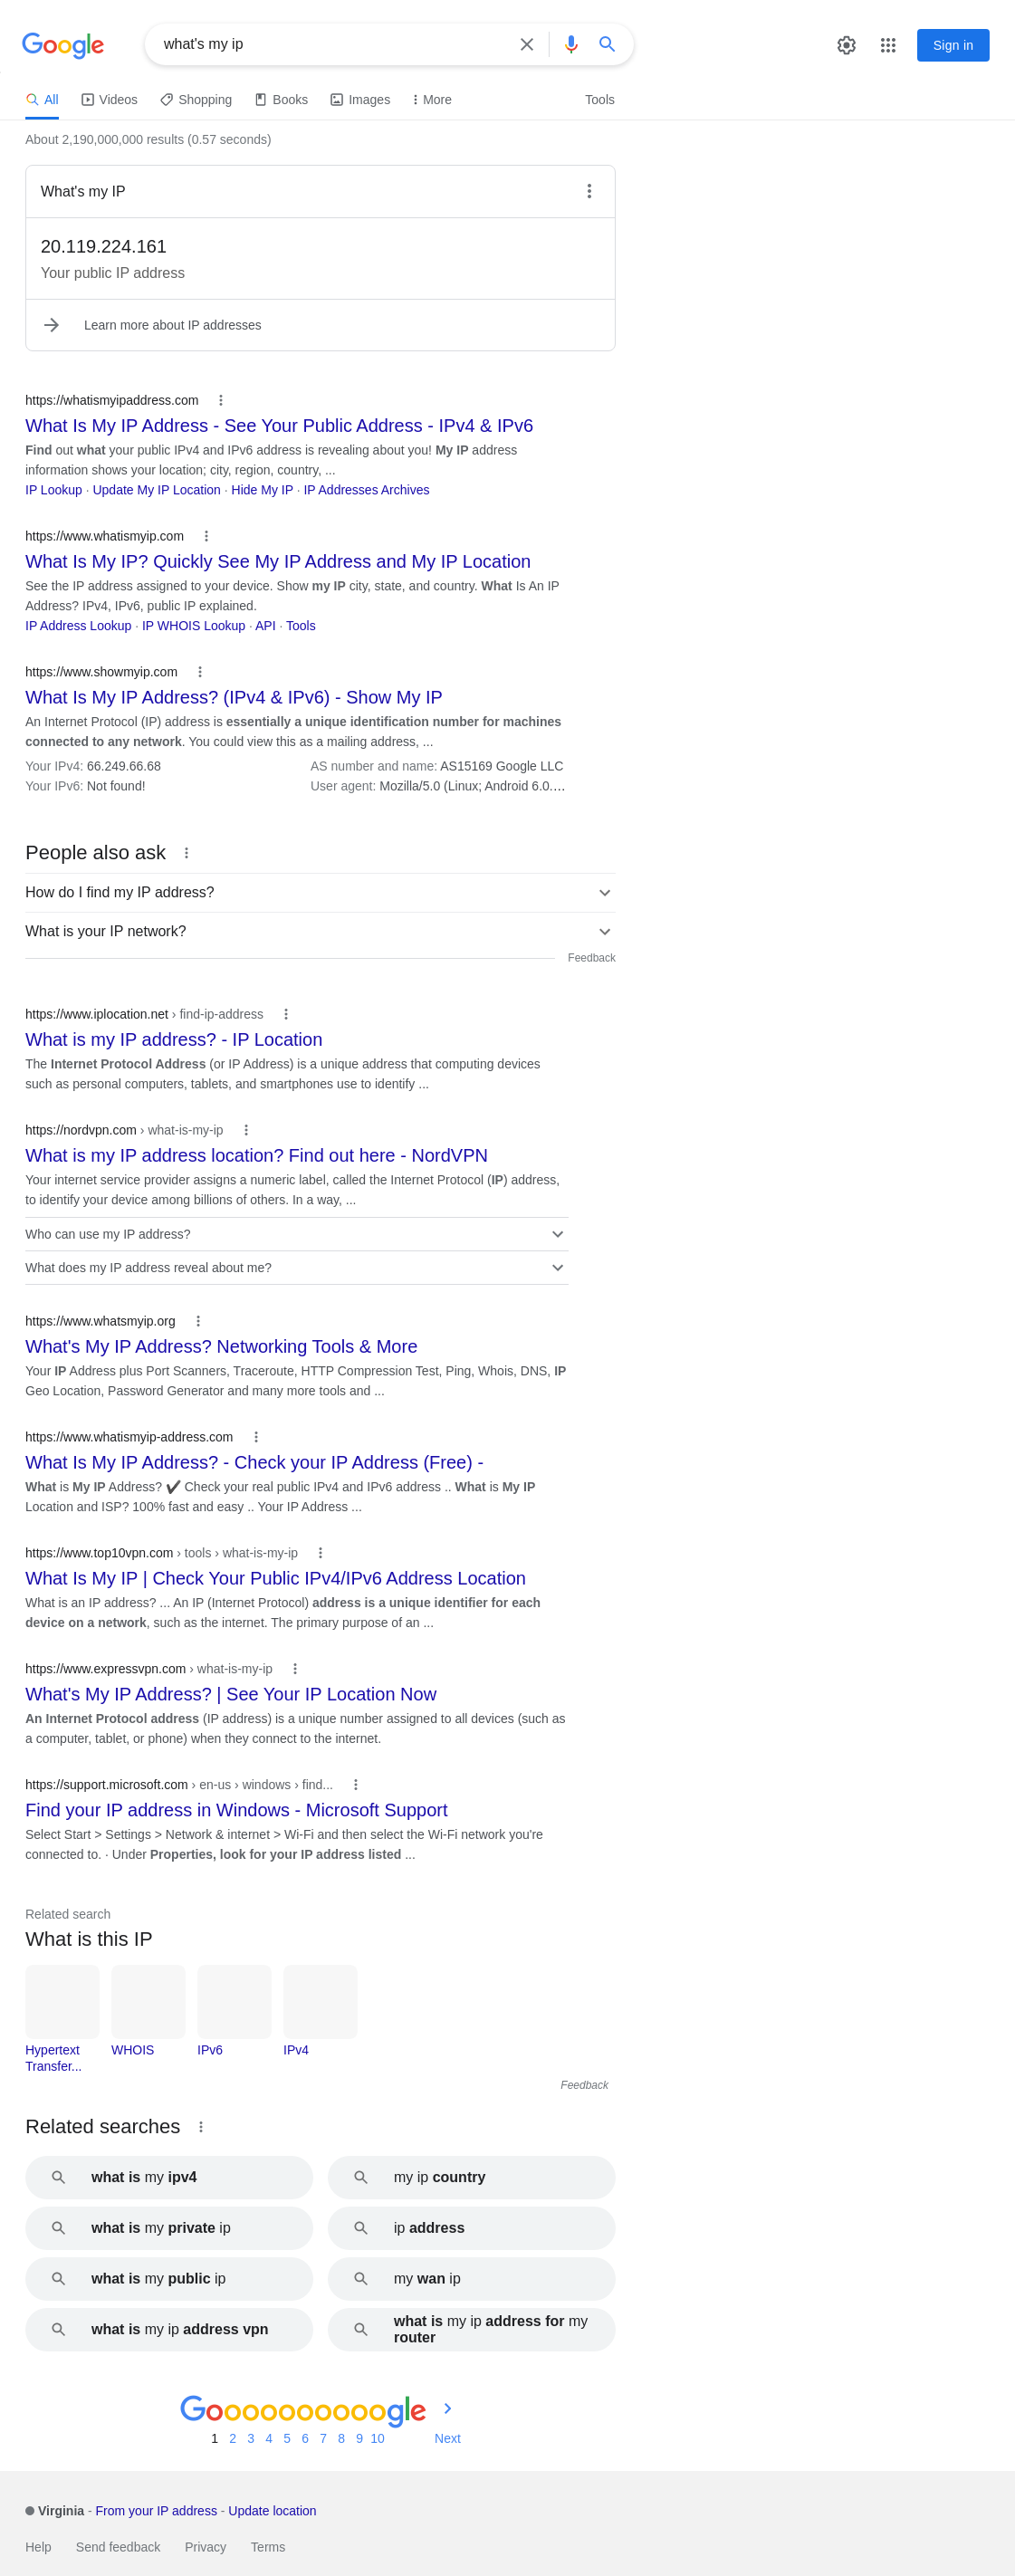 Google
what's my ip
Sign in
All Videos Shopping Books Images More Tools
About 2,190,000,000 results (0.57 seconds)
What's my IP
20.119.224.161
Your public IP address
Learn more about IP addresses
https://whatismyipaddress.com
What Is My IP Address - See Your Public Address - IPv4 & IPv6
Find out what your public IPv4 and IPv6 address is revealing about you! My IP address
information shows your location; city, region, country, ...
IP Lookup · Update My IP Location · Hide My IP · IP Addresses Archives
https://www.whatismyip.com
What Is My IP? Quickly See My IP Address and My IP Location
See the IP address assigned to your device. Show my IP city, state, and country. What Is An IP
Address? IPv4, IPv6, public IP explained.
IP Address Lookup · IP WHOIS Lookup · API · Tools
https://www.showmyip.com
What Is My IP Address? (IPv4 & IPv6) - Show My IP
An Internet Protocol (IP) address is essentially a unique identification number for machines
connected to any network. You could view this as a mailing address, ...
Your IPv4: 66.249.66.68 AS number and name: AS15169 Google LLC
Your IPv6: Not found! User agent: Mozilla/5.0 (Linux; Android 6.0....
People also ask
How do I find my IP address?
What is your IP network?
Feedback
https://www.iplocation.net › find-ip-address
What is my IP address? - IP Location
The Internet Protocol Address (or IP Address) is a unique address that computing devices
such as personal computers, tablets, and smartphones use to identify ...
https://nordvpn.com › what-is-my-ip
What is my IP address location? Find out here - NordVPN
Your internet service provider assigns a numeric label, called the Internet Protocol (IP) address,
to identify your device among billions of others. In a way, ...
Who can use my IP address?
What does my IP address reveal about me?
https://www.whatsmyip.org
What's My IP Address? Networking Tools & More
Your IP Address plus Port Scanners, Traceroute, HTTP Compression Test, Ping, Whois, DNS, IP
Geo Location, Password Generator and many more tools and ...
https://www.whatismyip-address.com
What Is My IP Address? - Check your IP Address (Free) -
What is My IP Address? ✔ Check your real public IPv4 and IPv6 address .. What is My IP
Location and ISP? 100% fast and easy .. Your IP Address ...
https://www.top10vpn.com › tools › what-is-my-ip
What Is My IP | Check Your Public IPv4/IPv6 Address Location
What is an IP address? ... An IP (Internet Protocol) address is a unique identifier for each
device on a network, such as the internet. The primary purpose of an ...
https://www.expressvpn.com › what-is-my-ip
What's My IP Address? | See Your IP Location Now
An Internet Protocol address (IP address) is a unique number assigned to all devices (such as
a computer, tablet, or phone) when they connect to the internet.
https://support.microsoft.com › en-us › windows › find...
Find your IP address in Windows - Microsoft Support
Select Start > Settings > Network & internet > Wi-Fi and then select the Wi-Fi network you're
connected to. · Under Properties, look for your IP address listed ...
Related search
What is this IP
Hypertext WHOIS IPv6 IPv4
Transfer...
Feedback
Related searches
what is my ipv4
my ip country
what is my private ip
ip address
what is my public ip
my wan ip
what is my ip address vpn
what is my ip address for my
router
Goooooooooogle
1 2 3 4 5 6 7 8 9 10 Next
Virginia - From your IP address - Update location
Help Send feedback Privacy Terms